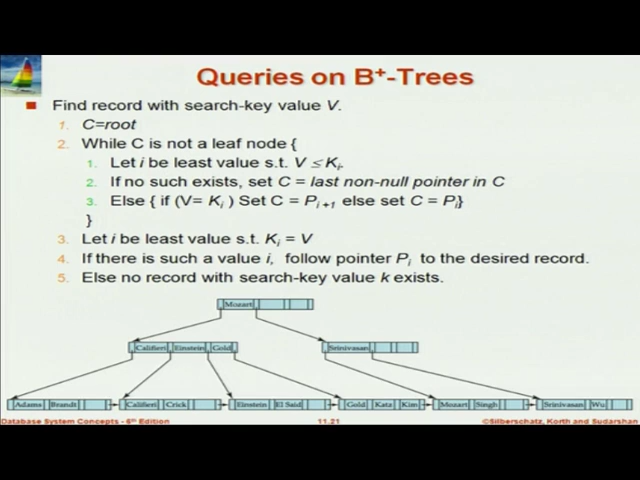 Queries on B+-Trees
Find record with search-key value V.
1. C=root
2. While C is not a leaf node {
1. Let i be least value s.t. V ≤ Ki.
2. If no such exists, set C = last non-null pointer in C
3. Else { if (V= Ki ) Set C = Pi +1 else set C = Pi}
}
3. Let i be least value s.t. Ki = V
4. If there is such a value i, follow pointer Pi to the desired record.
5. Else no record with search-key value k exists.
Mozart
Califieri Einstein Gold Srinivasan
Adams Brandt Califieri Crick Einstein El Said Gold Katz Kim Mozart Singh Srinivasan Wu
Database System Concepts - 6th Edition 11.21 ©Silberschatz, Korth and Sudarshan